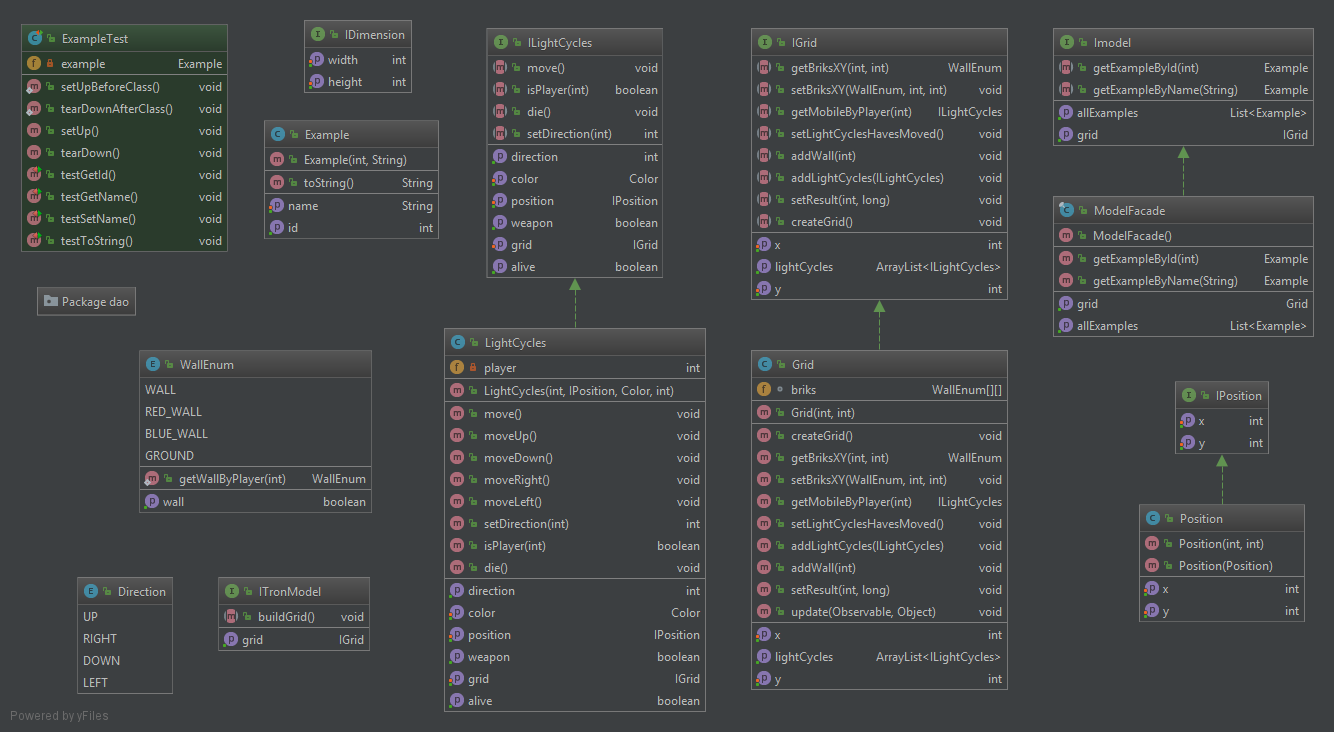 ExampleTest
example Example
setUpBeforeClass() void
tearDownAfterClass() void
setUp() void
tearDown() void
testGetId() void
testGetName() void
testSetName() void
testToString() void
IDimension
width int
height int
Example
Example(int, String)
toString() String
name String
id int
Package dao
WallEnum
WALL
RED_WALL
BLUE_WALL
GROUND
getWallByPlayer(int) WallEnum
wall boolean
Direction
UP
RIGHT
DOWN
LEFT
ITronModel
buildGrid() void
grid IGrid
ILightCycles
move() void
isPlayer(int) boolean
die() void
setDirection(int) int
direction int
color Color
position IPosition
weapon boolean
grid IGrid
alive boolean
LightCycles
player int
LightCycles(int, IPosition, Color, int)
move() void
moveUp() void
moveDown() void
moveRight() void
moveLeft() void
setDirection(int) int
isPlayer(int) boolean
die() void
direction int
color Color
position IPosition
weapon boolean
grid IGrid
alive boolean
IGrid
getBriksXY(int, int) WallEnum
setBriksXY(WallEnum, int, int) void
getMobileByPlayer(int) ILightCycles
setLightCyclesHavesMoved() void
addWall(int) void
addLightCycles(ILightCycles) void
setResult(int, long) void
createGrid() void
x int
lightCycles ArrayList<ILightCycles>
y int
Grid
briks WallEnum[][]
Grid(int, int)
createGrid() void
getBriksXY(int, int) WallEnum
setBriksXY(WallEnum, int, int) void
getMobileByPlayer(int) ILightCycles
setLightCyclesHavesMoved() void
addLightCycles(ILightCycles) void
addWall(int) void
setResult(int, long) void
update(Observable, Object) void
x int
lightCycles ArrayList<ILightCycles>
y int
Imodel
getExampleById(int) Example
getExampleByName(String) Example
allExamples List<Example>
grid IGrid
ModelFacade
ModelFacade()
getExampleById(int) Example
getExampleByName(String) Example
grid Grid
allExamples List<Example>
IPosition
x int
y int
Position
Position(int, int)
Position(Position)
x int
y int
Powered by yFiles